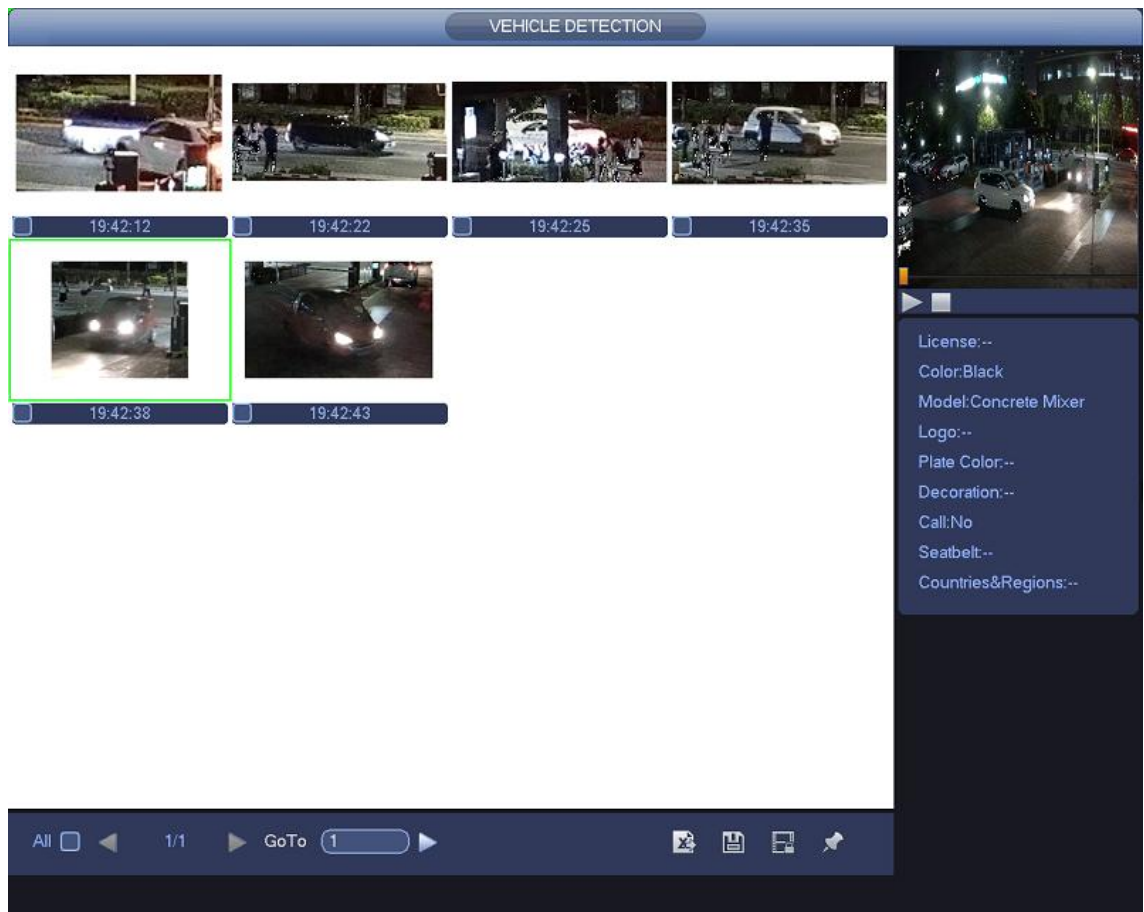 VEHICLE DETECTION
19:42:12
19:42:22
19:42:25
19:42:35
19:42:38
19:42:43
License:--
Color:Black
Model:Concrete Mixer
Logo:--
Plate Color:--
Decoration:--
Call:No
Seatbelt:--
Countries&Regions:--
All 1/1 GoTo 1